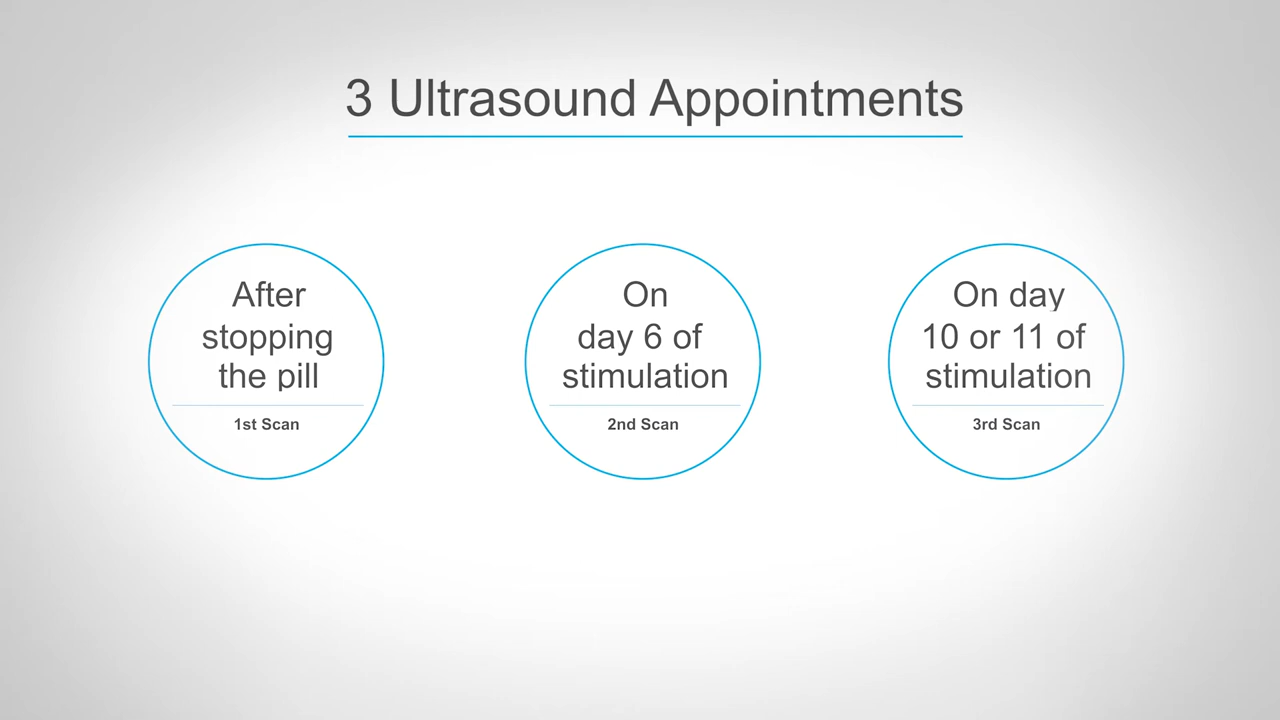 3 Ultrasound Appointments
After
stopping
the pill
1st Scan
On
day 6 of
stimulation
2nd Scan
On day
10 or 11 of
stimulation
3rd Scan